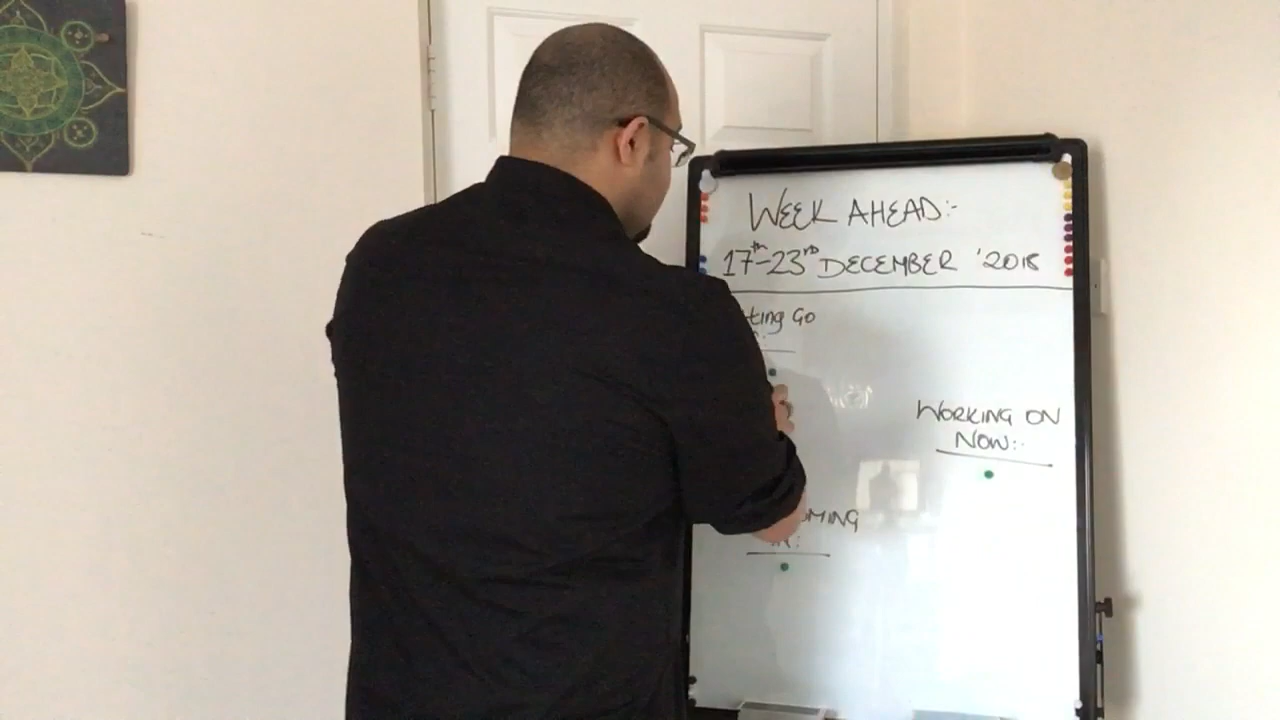 WEEK AHEAD:-
17th-23rd DECEMBER '2018
ting Go
WORKING ON
NOW:-
OMING